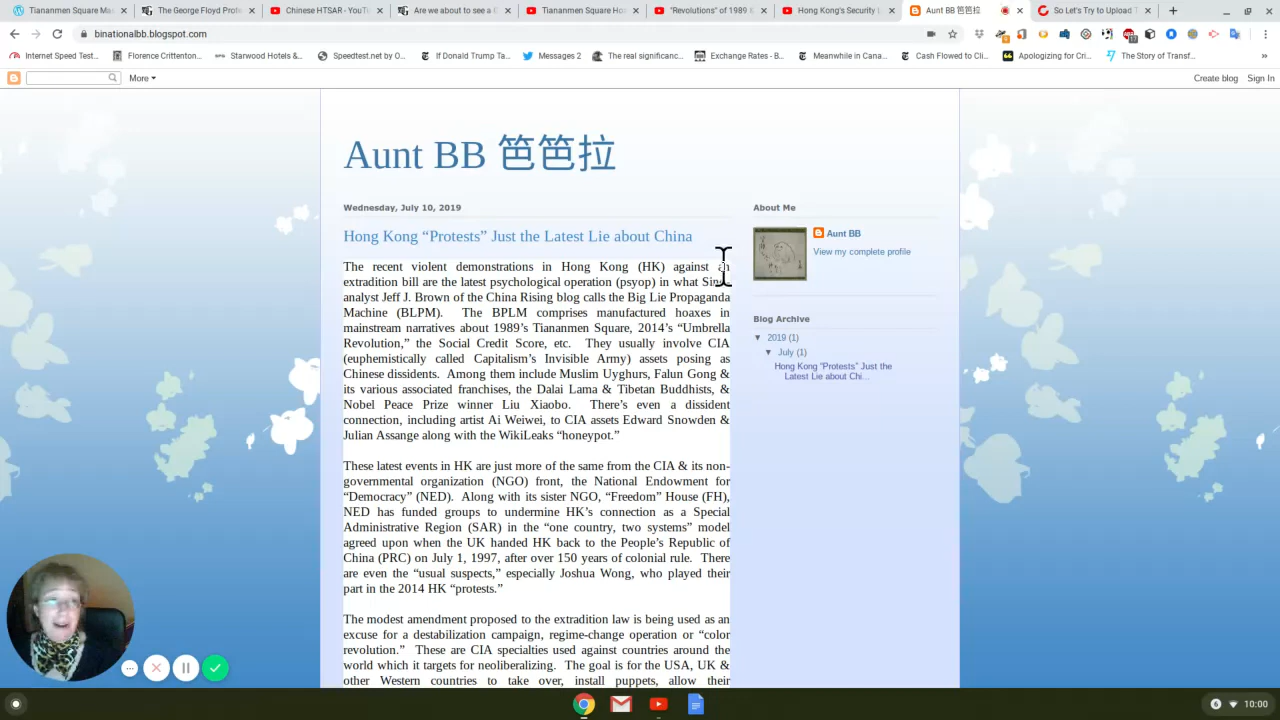 Tiananmen Square Ma
The George Floyd Prote
Chinese HTSAR - YouTu
Are we about to see a B
Tiananmen Square Ho
"Revolutions" of 1989 &
Hong Kong's Security L
Aunt BB 笆笆拉
So Let's Try to Upload T
binationalbb.blogspot.com
Internet Speed Test...
Florence Crittenton...
Starwood Hotels &...
Speedtest.net by O...
If Donald Trump Ta...
Messages 2
The real significanc...
Exchange Rates - B...
Meanwhile in Cana...
Cash Flowed to Cli...
Apologizing for Cri...
The Story of Transf...
»
More
Create blog
Sign In
Aunt BB 笆笆拉
Wednesday, July 10, 2019
Hong Kong “Protests” Just the Latest Lie about China
The recent violent demonstrations in Hong Kong (HK) against an
extradition bill are the latest psychological operation (psyop) in what
analyst Jeff J. Brown of the China Rising blog calls the Big Lie Propaganda
Machine (BLPM). The BPLM comprises manufactured hoaxes in
mainstream narratives about 1989’s Tiananmen Square, 2014’s “Umbrella
Revolution,” the Social Credit Score, etc. They usually involve CIA
(euphemistically called Capitalism’s Invisible Army) assets posing as
Chinese dissidents. Among them include Muslim Uyghurs, Falun Gong &
its various associated franchises, the Dalai Lama & Tibetan Buddhists, &
Nobel Peace Prize winner Liu Xiaobo. There’s even a dissident
connection, including artist Ai Weiwei, to CIA assets Edward Snowden &
Julian Assange along with the WikiLeaks “honeypot.”
These latest events in HK are just more of the same from the CIA & its non-
governmental organization (NGO) front, the National Endowment for
“Democracy” (NED). Along with its sister NGO, “Freedom” House (FH),
NED has funded groups to undermine HK’s connection as a Special
Administrative Region (SAR) in the “one country, two systems” model
agreed upon when the UK handed HK back to the People’s Republic of
China (PRC) on July 1, 1997, after over 150 years of colonial rule. There
are even the “usual suspects,” especially Joshua Wong, who played their
part in the 2014 HK “protests.”
The modest amendment proposed to the extradition law is being used as an
excuse for a destabilization campaign, regime-change operation or “color
revolution.” These are CIA specialties used against countries around the
world which it targets for neoliberalizing. The goal is for the USA, UK &
other Western countries to take over, install puppets, allow their
About Me
Aunt BB
View my complete profile
Blog Archive
▼ 2019 (1)
▼ July (1)
Hong Kong “Protests” Just the
Latest Lie about Chi...
6
10:00